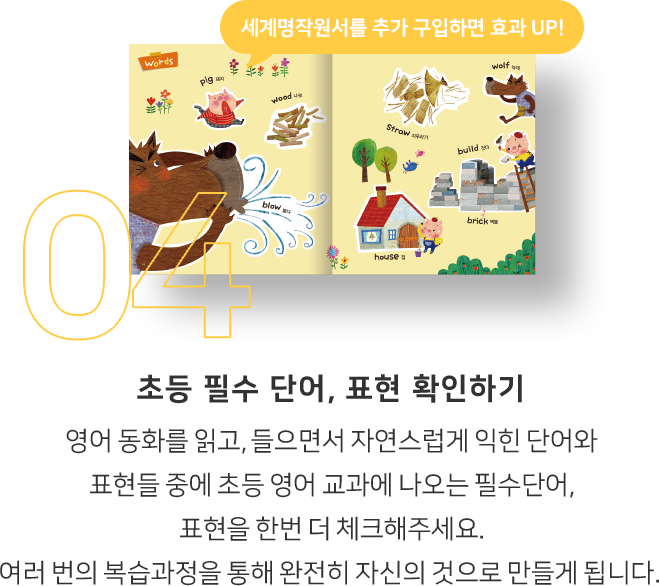 세계명작원서를 추가 구입하면 효과 UP!
Words
pig 돼지
wood 나무
wolf 늑대
straw 지푸라기
build 짓다
blow 불다
brick 벽돌
house 집
04
초등 필수 단어, 표현 확인하기
영어 동화를 읽고, 들으면서 자연스럽게 익힌 단어와
표현들 중에 초등 영어 교과에 나오는 필수단어,
표현을 한번 더 체크해주세요.
여러 번의 복습과정을 통해 완전히 자신의 것으로 만들게 됩니다.